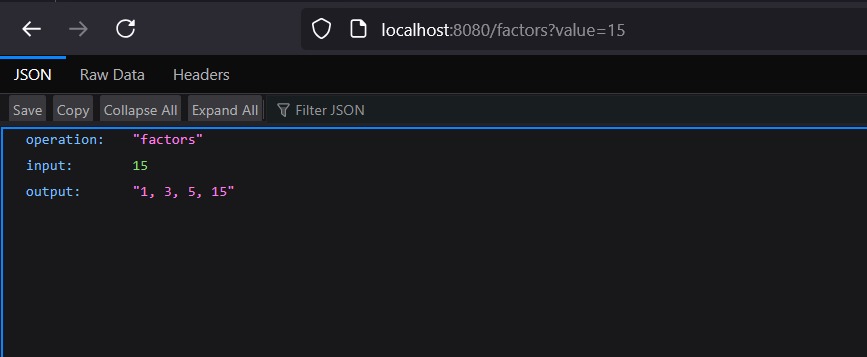 localhost:8080/factors?value=15
JSON Raw Data Headers
Save Copy Collapse All Expand All Filter JSON
operation: "factors"
input: 15
output: "1, 3, 5, 15"